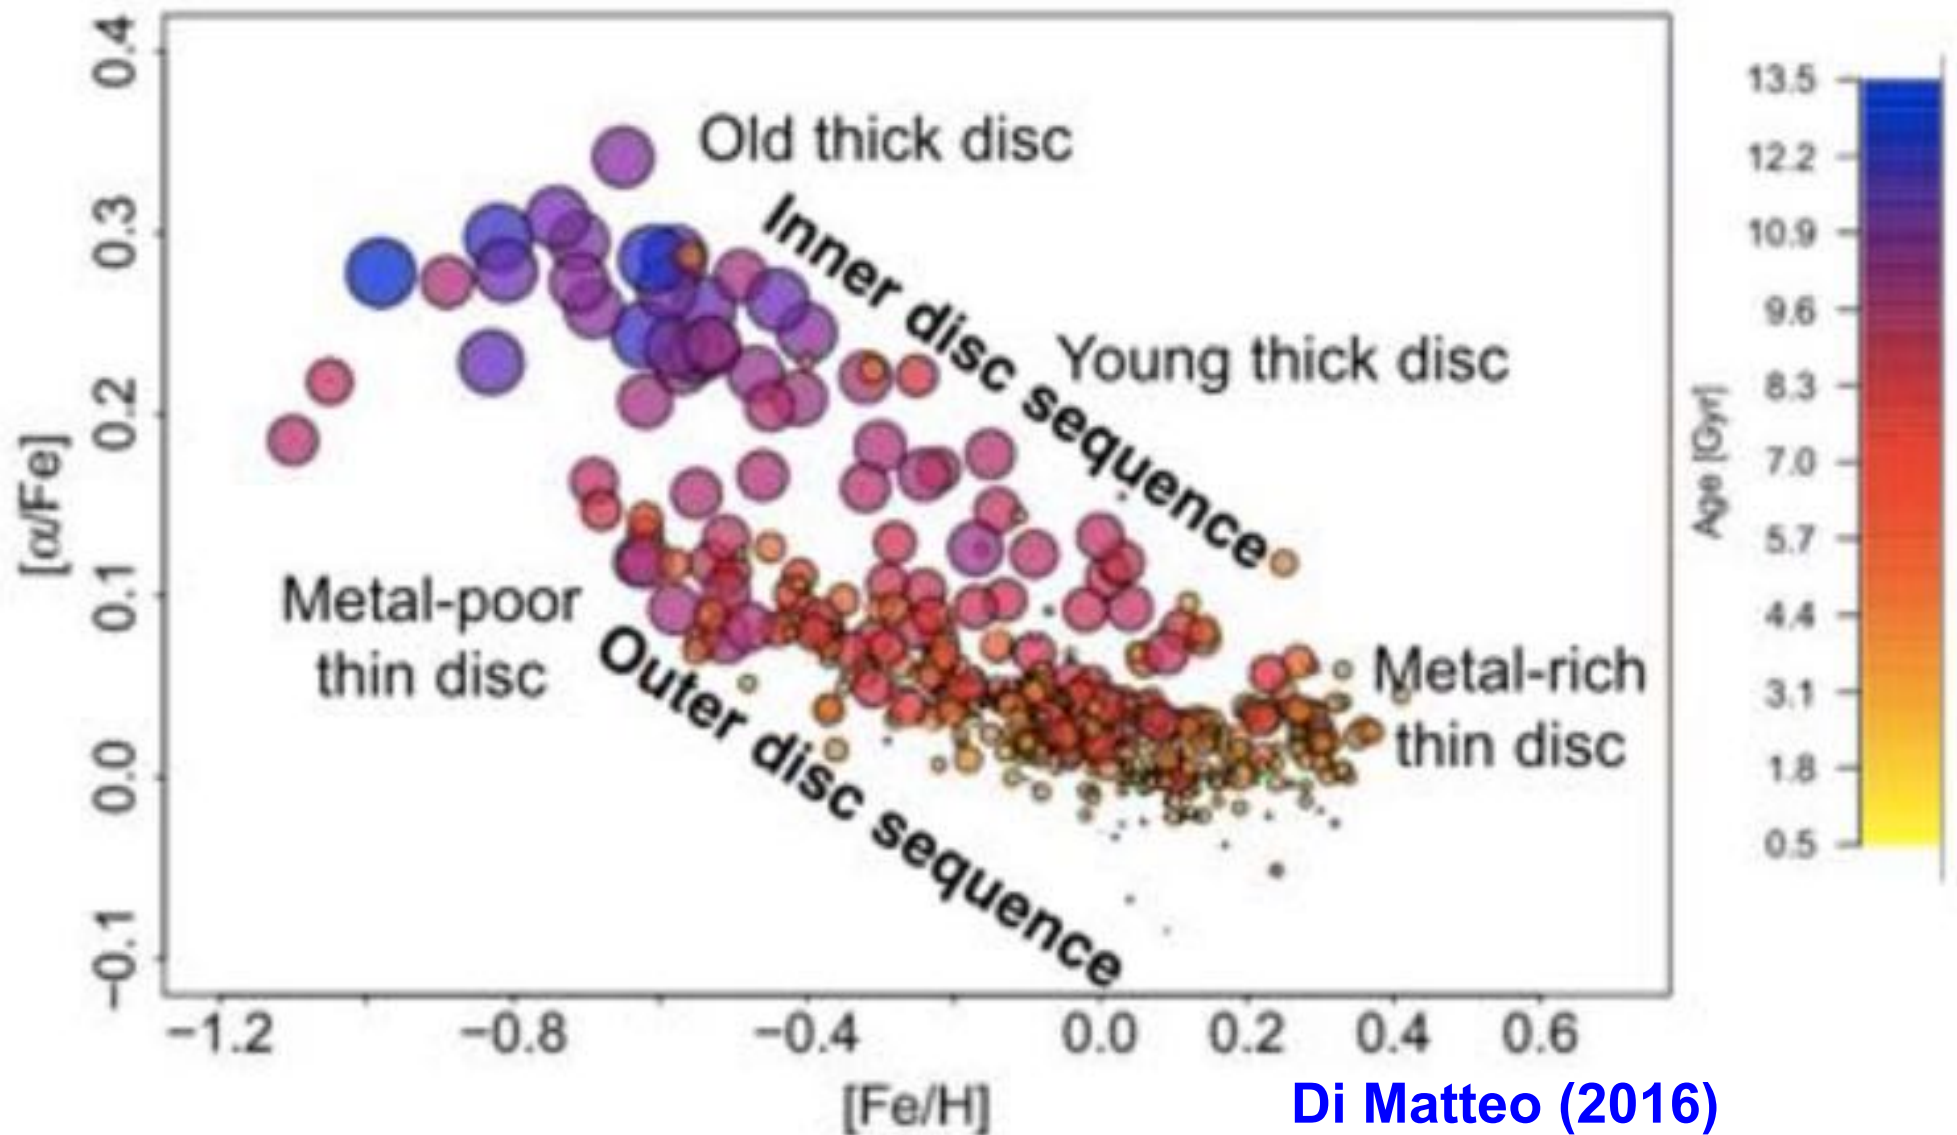 Old thick disc
Inner disc sequence
Young thick disc
Metal-poor
thin disc
Outer disc sequence
Metal-rich
thin disc
[α/Fe]
0.4
0.3
0.2
0.1
0.0
−0.1
−1.2
−0.8
−0.4
0.0
0.2
0.4
0.6
[Fe/H]
Age [Gyr]
13.5
12.2
10.9
9.6
8.3
7.0
5.7
4.4
3.1
1.8
0.5
Di Matteo (2016)